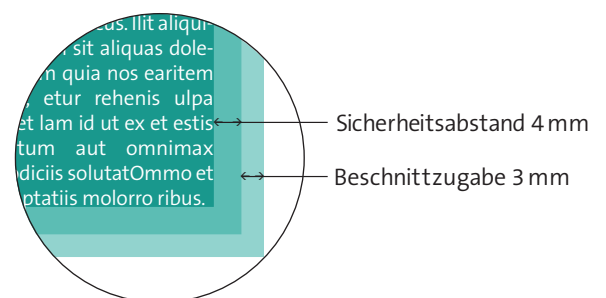 us. Ilit aliqui-
sit aliquas dole-
quia nos earitem
etur rehenis ulpa
et lam id ut ex et estis
tum aut omnimax
diciis solutatOmmo et
ptatiis molorro ribus.
Sicherheitsabstand 4 mm
Beschnittzugabe 3 mm